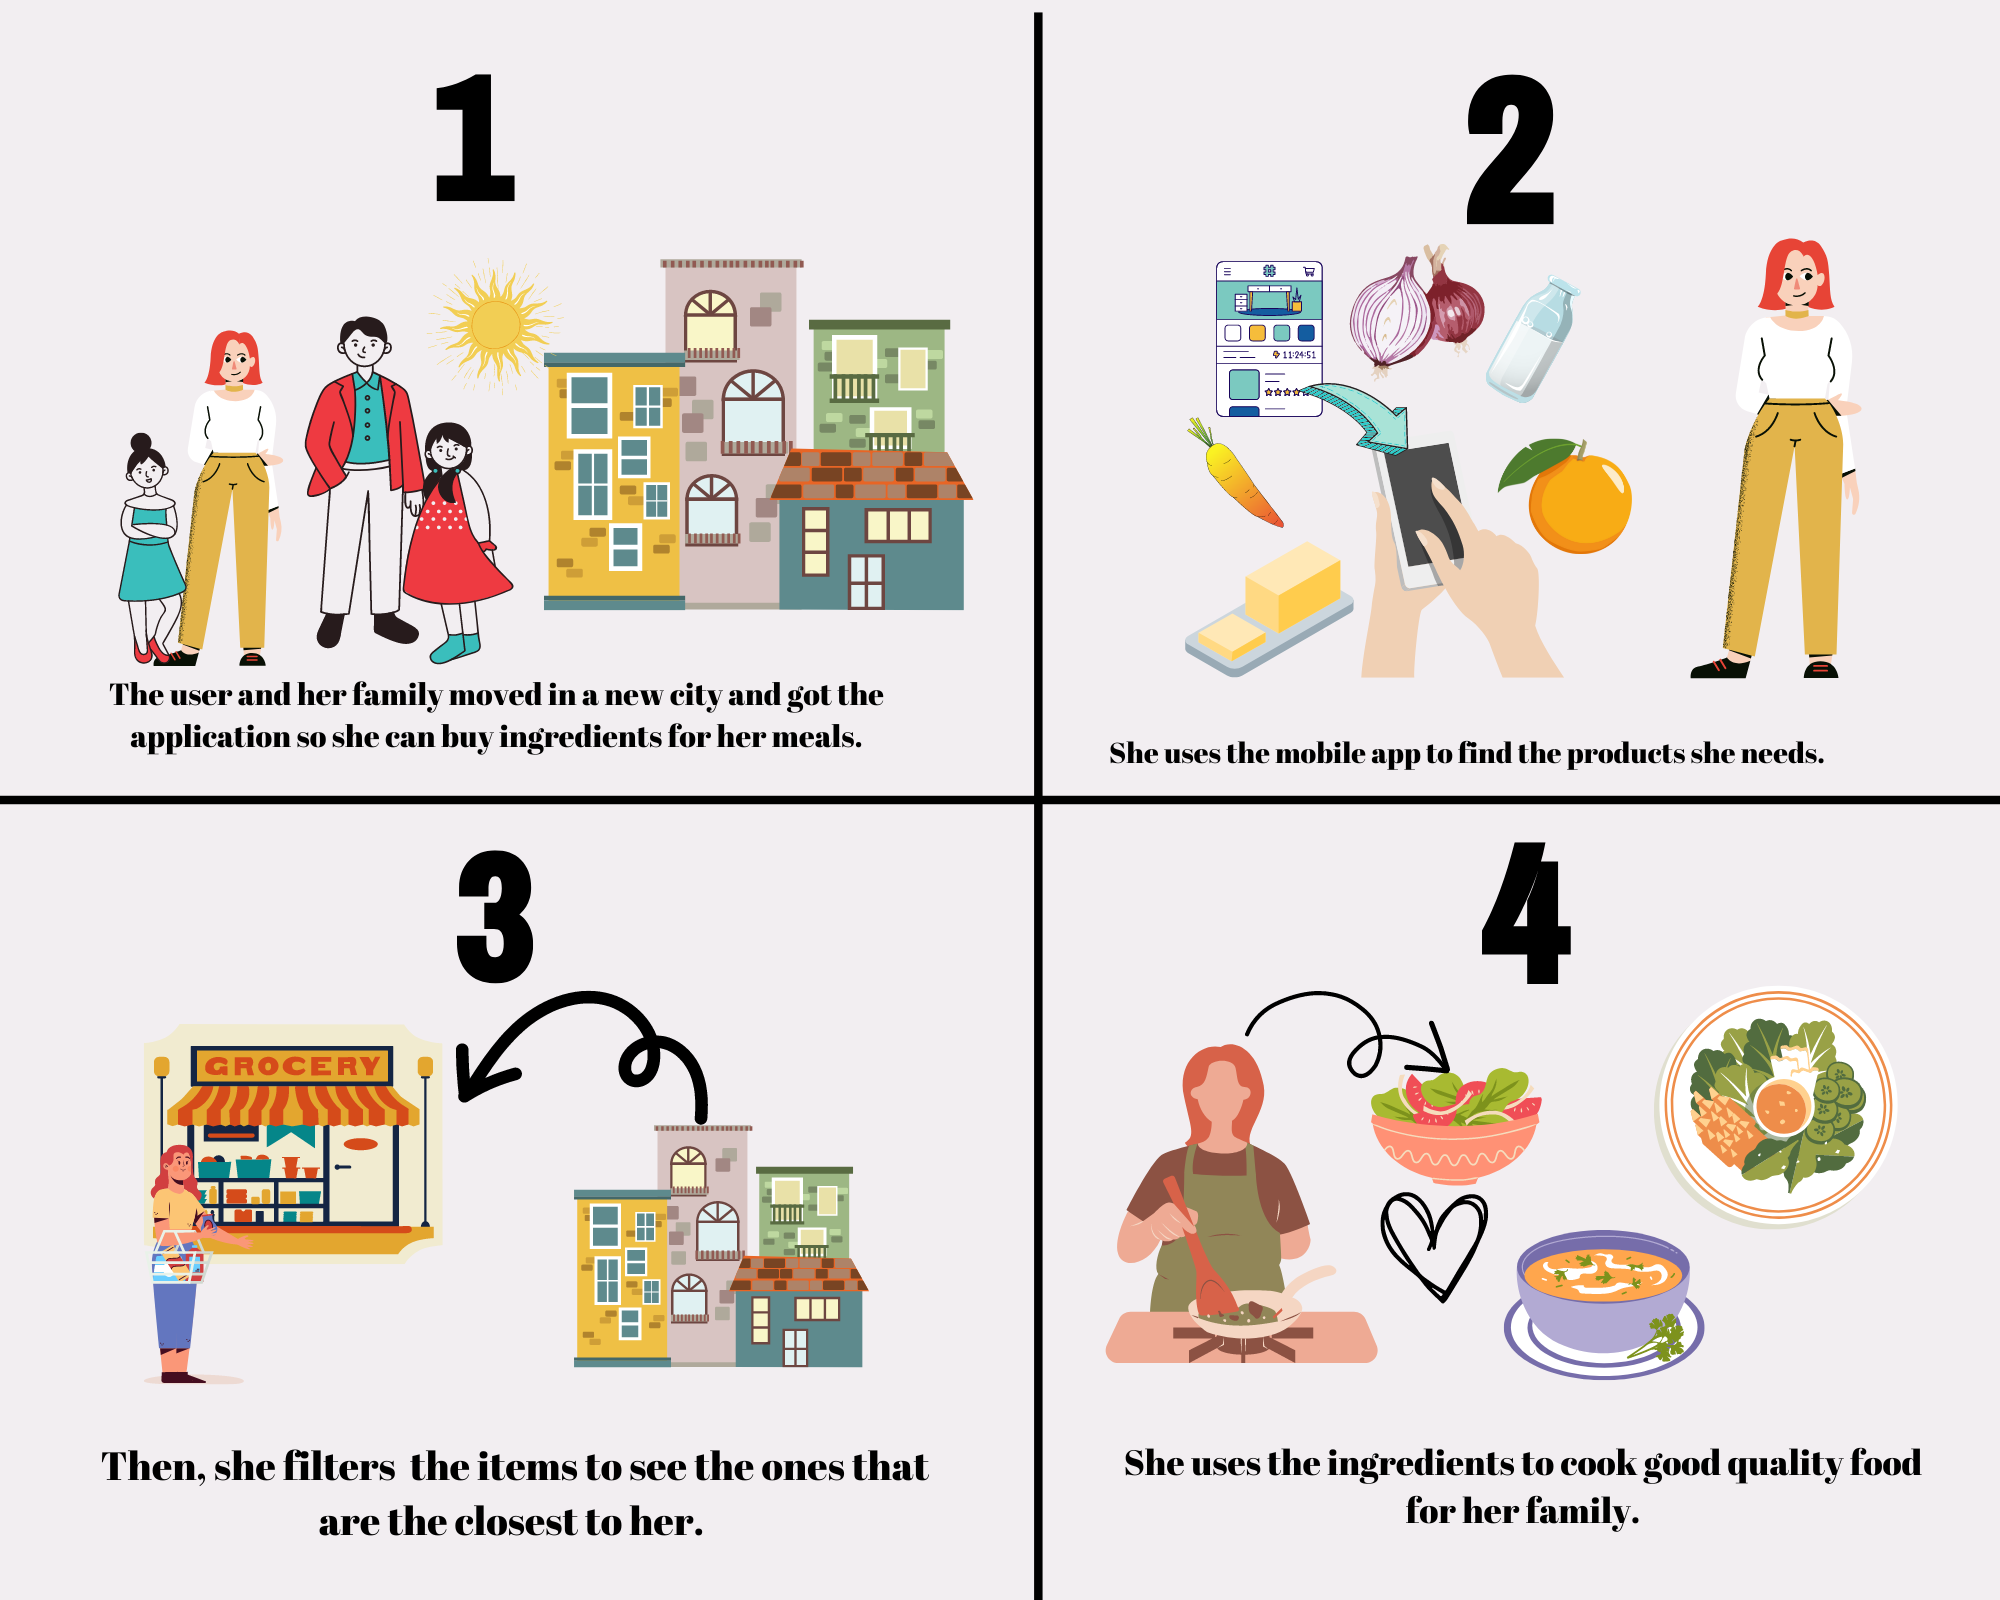 1
The user and her family moved in a new city and got the
application so she can buy ingredients for her meals.
2
11:24:51
She uses the mobile app to find the products she needs.
3
GROCERY
Then, she filters the items to see the ones that
are the closest to her.
4
She uses the ingredients to cook good quality food
for her family.